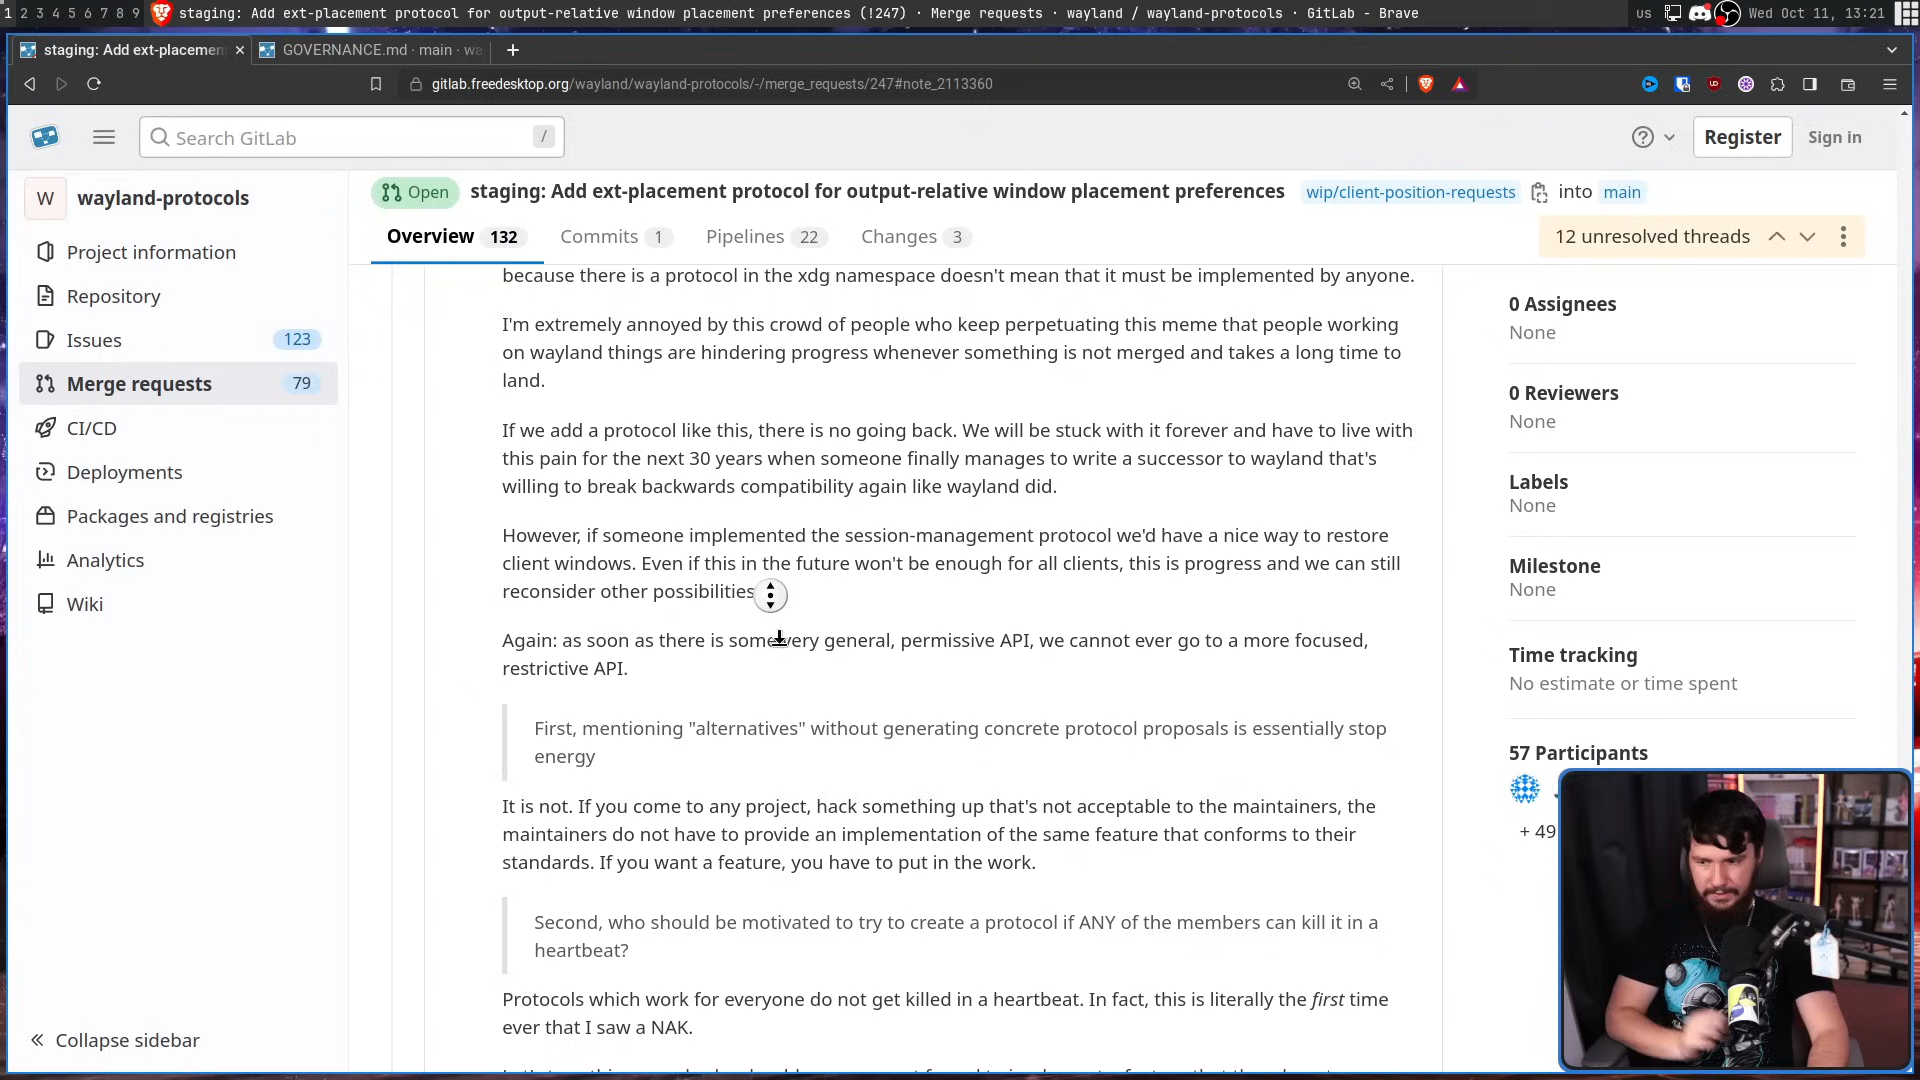 1 2 3 4 5 6 7 8 9 staging: Add ext-placement protocol for output-relative window placement preferences (!247) · Merge requests · wayland / wayland-protocols · GitLab - Brave us Wed Oct 11, 13:21
staging: Add ext-placemen × GOVERNANCE.md · main · wa +
gitlab.freedesktop.org/wayland/wayland-protocols/-/merge_requests/247#note_2113360
Search GitLab /
Register Sign in
W wayland-protocols
Project information
Repository
Issues 123
Merge requests 79
CI/CD
Deployments
Packages and registries
Analytics
Wiki
Collapse sidebar
Open staging: Add ext-placement protocol for output-relative window placement preferences wip/client-position-requests into main
Overview 132 Commits 1 Pipelines 22 Changes 3 12 unresolved threads
because there is a protocol in the xdg namespace doesn't mean that it must be implemented by anyone.
I'm extremely annoyed by this crowd of people who keep perpetuating this meme that people working
on wayland things are hindering progress whenever something is not merged and takes a long time to
land.
If we add a protocol like this, there is no going back. We will be stuck with it forever and have to live with
this pain for the next 30 years when someone finally manages to write a successor to wayland that's
willing to break backwards compatibility again like wayland did.
However, if someone implemented the session-management protocol we'd have a nice way to restore
client windows. Even if this in the future won't be enough for all clients, this is progress and we can still
reconsider other possibilities
Again: as soon as there is some very general, permissive API, we cannot ever go to a more focused,
restrictive API.
First, mentioning "alternatives" without generating concrete protocol proposals is essentially stop
energy
It is not. If you come to any project, hack something up that's not acceptable to the maintainers, the
maintainers do not have to provide an implementation of the same feature that conforms to their
standards. If you want a feature, you have to put in the work.
Second, who should be motivated to try to create a protocol if ANY of the members can kill it in a
heartbeat?
Protocols which work for everyone do not get killed in a heartbeat. In fact, this is literally the first time
ever that I saw a NAK.
0 Assignees
None
0 Reviewers
None
Labels
None
Milestone
None
Time tracking
No estimate or time spent
57 Participants
+ 49